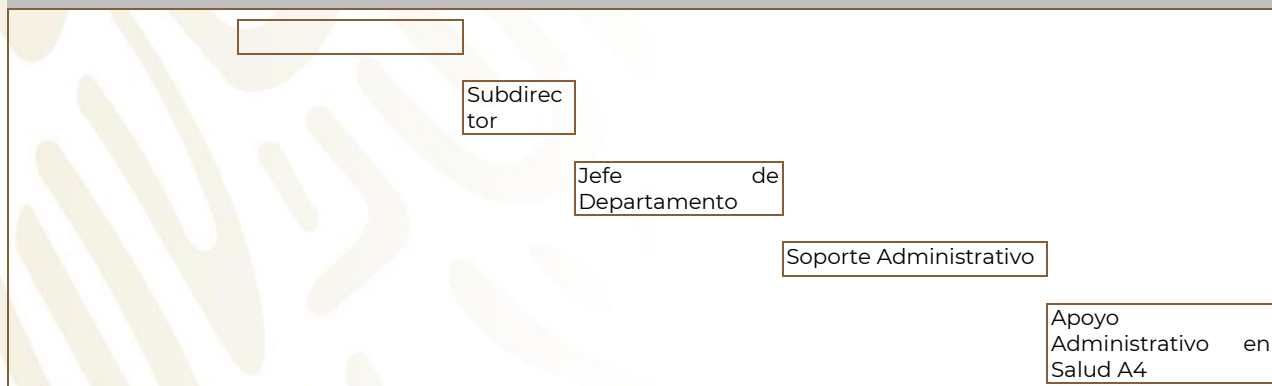 Subdirec
tor
Jefe de
Departamento
Soporte Administrativo
Apoyo
Administrativo en
Salud A4